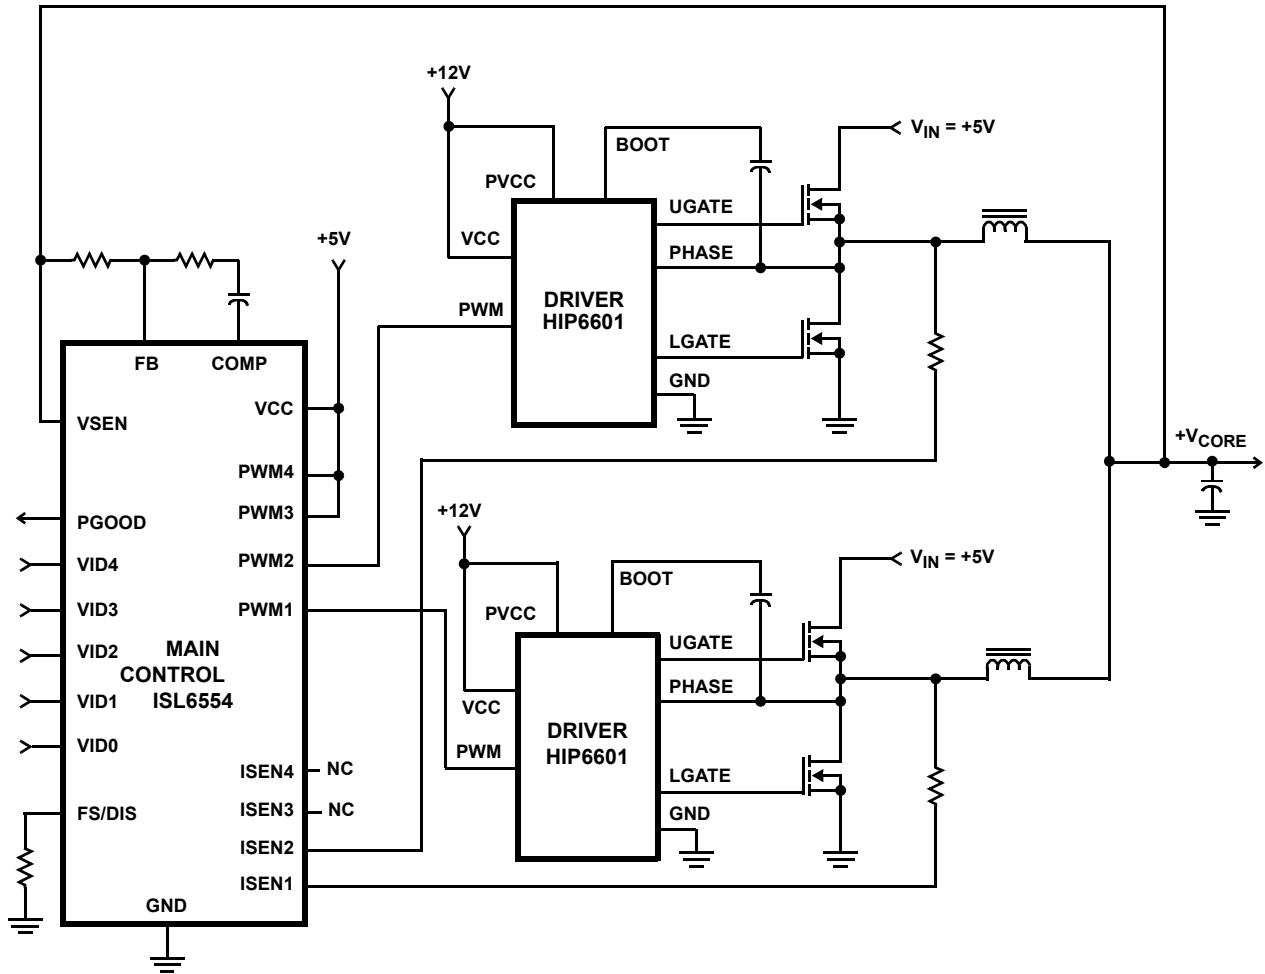 +12V
BOOT
V_IN = +5V
PVCC
UGATE
VCC
PHASE
PWM
DRIVER
HIP6601
LGATE
GND
+5V
FB
COMP
VSEN
VCC
PWM4
PWM3
PGOOD
VID4
PWM2
VID3
PWM1
VID2
MAIN
CONTROL
ISL6554
VID1
VID0
ISEN4
NC
FS/DIS
ISEN3
NC
ISEN2
ISEN1
GND
+V_CORE
+12V
BOOT
V_IN = +5V
PVCC
UGATE
PHASE
VCC
DRIVER
HIP6601
PWM
LGATE
GND